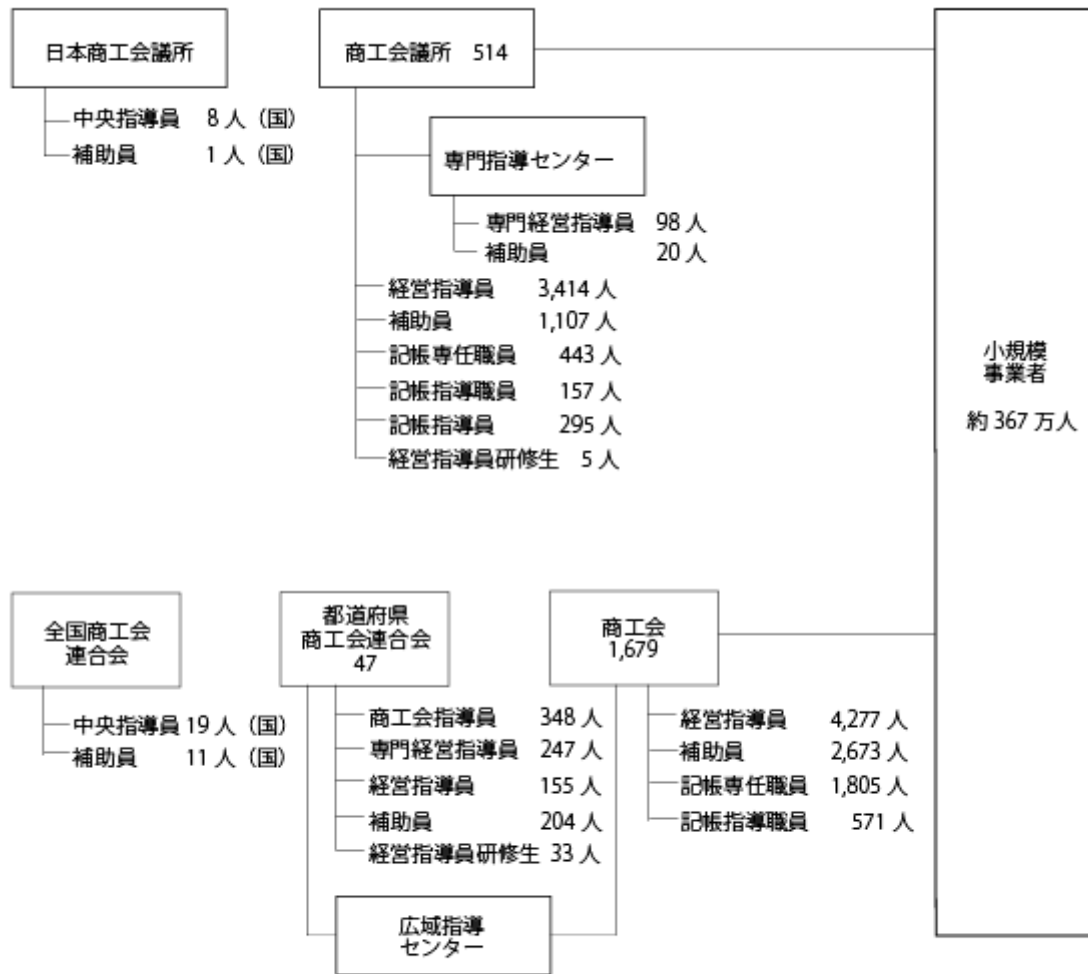 日本商工会議所
中央指導員 8人（国）
補助員 1人（国）
商工会議所 514
専門指導センター
専門経営指導員 98人
補助員 20人
経営指導員 3,414人
補助員 1,107人
記帳専任職員 443人
記帳指導職員 157人
記帳指導員 295人
経営指導員研修生 5人
小規模
事業者
約367万人
全国商工会
連合会
中央指導員 19人（国）
補助員 11人（国）
都道府県
商工会連合会
47
商工会指導員 348人
専門経営指導員 247人
経営指導員 155人
補助員 204人
経営指導員研修生 33人
商工会
1,679
経営指導員 4,277人
補助員 2,673人
記帳専任職員 1,805人
記帳指導職員 571人
広域指導
センター